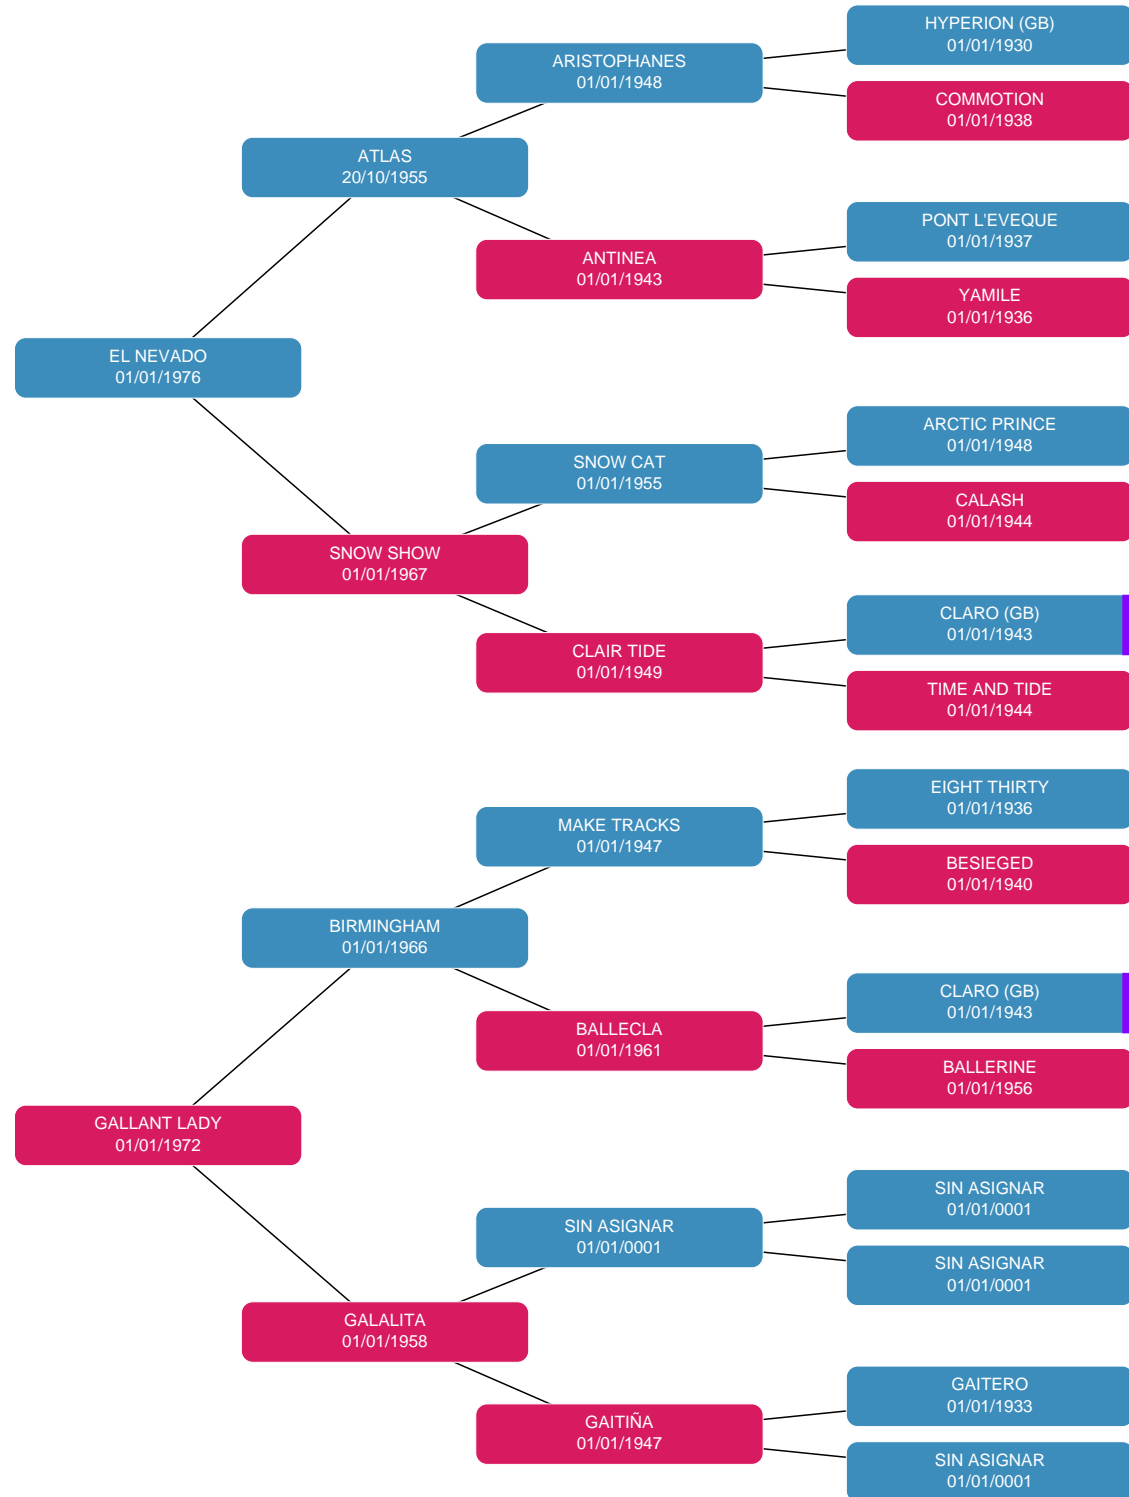 HYPERION (GB)
01/01/1930
ARISTOPHANES
01/01/1948
COMMOTION
01/01/1938
ATLAS
20/10/1955
PONT L'EVEQUE
01/01/1937
ANTINEA
01/01/1943
YAMILE
01/01/1936
EL NEVADO
01/01/1976
ARCTIC PRINCE
01/01/1948
SNOW CAT
01/01/1955
CALASH
01/01/1944
SNOW SHOW
01/01/1967
CLARO (GB)
01/01/1943
CLAIR TIDE
01/01/1949
TIME AND TIDE
01/01/1944
EIGHT THIRTY
01/01/1936
MAKE TRACKS
01/01/1947
BESIEGED
01/01/1940
BIRMINGHAM
01/01/1966
CLARO (GB)
01/01/1943
BALLECLA
01/01/1961
BALLERINE
01/01/1956
GALLANT LADY
01/01/1972
SIN ASIGNAR
01/01/0001
SIN ASIGNAR
01/01/0001
SIN ASIGNAR
01/01/0001
GALALITA
01/01/1958
GAITERO
01/01/1933
GAITIÑA
01/01/1947
SIN ASIGNAR
01/01/0001